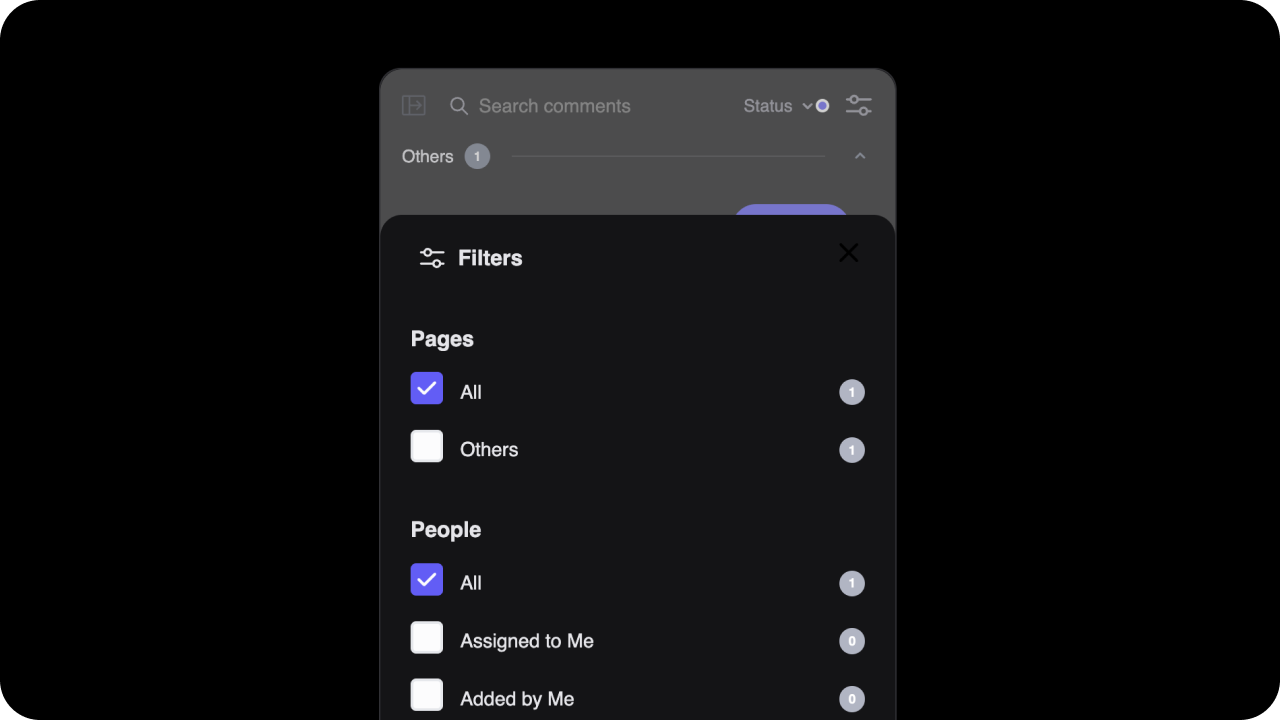 Search comments Status
Others 1
Filters
Pages
All 1
Others 1
People
All 1
Assigned to Me 0
Added by Me 0